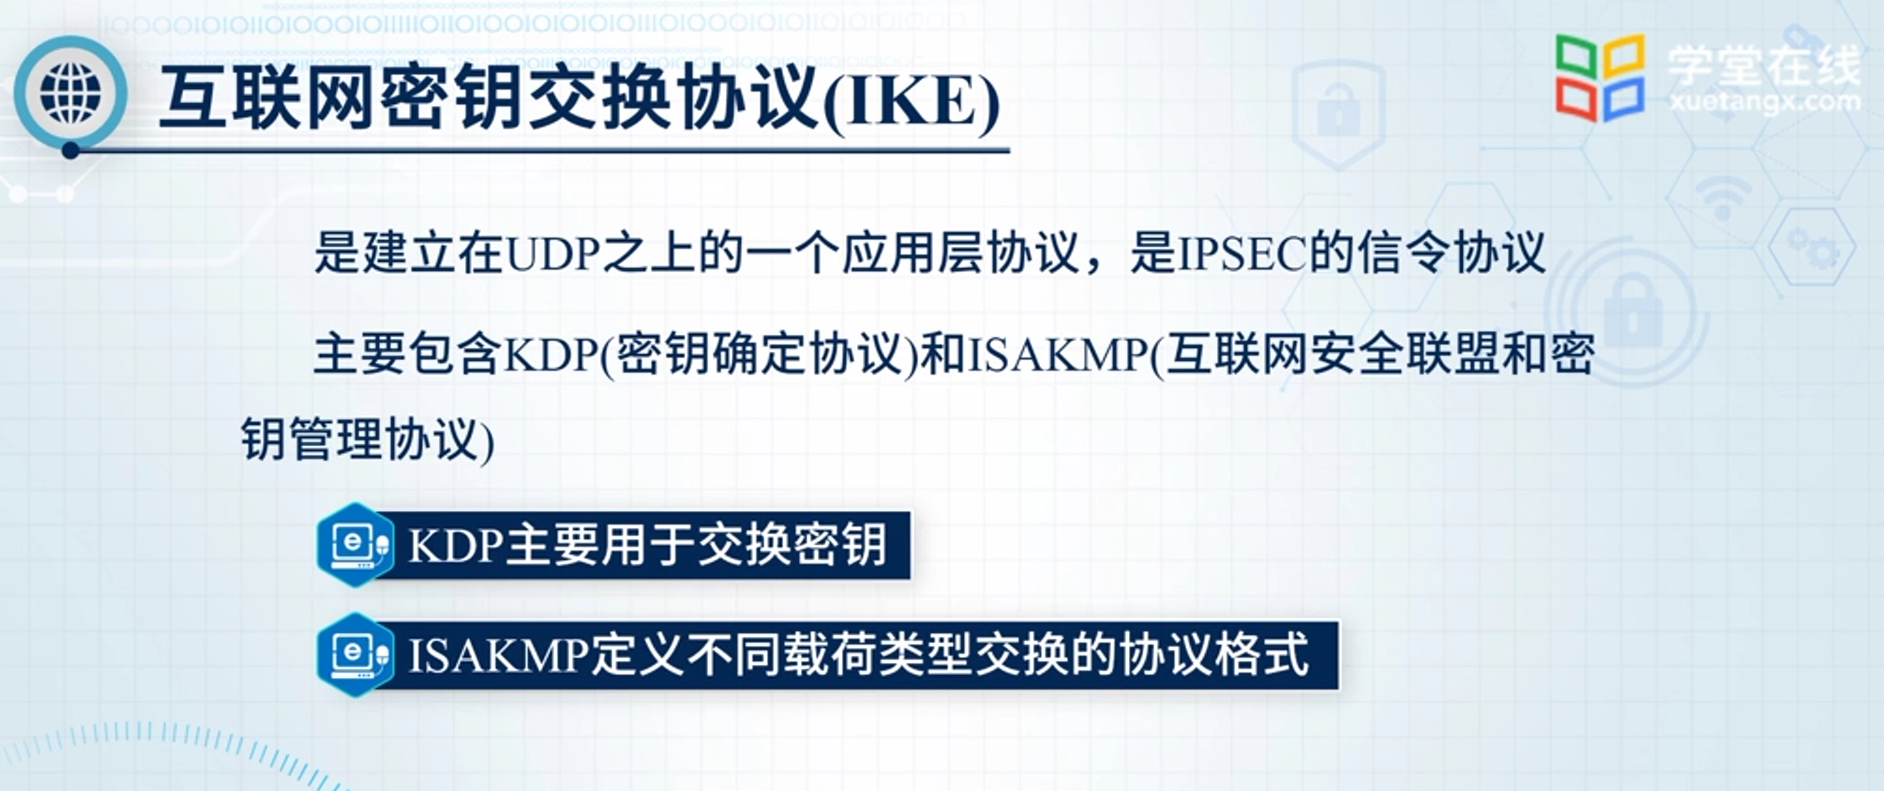 互联网密钥交换协议(IKE)
学堂在线
xuetangx.com
是建立在UDP之上的一个应用层协议，是IPSEC的信令协议
主要包含KDP(密钥确定协议)和ISAKMP(互联网安全联盟和密
钥管理协议)
KDP主要用于交换密钥
ISAKMP定义不同载荷类型交换的协议格式